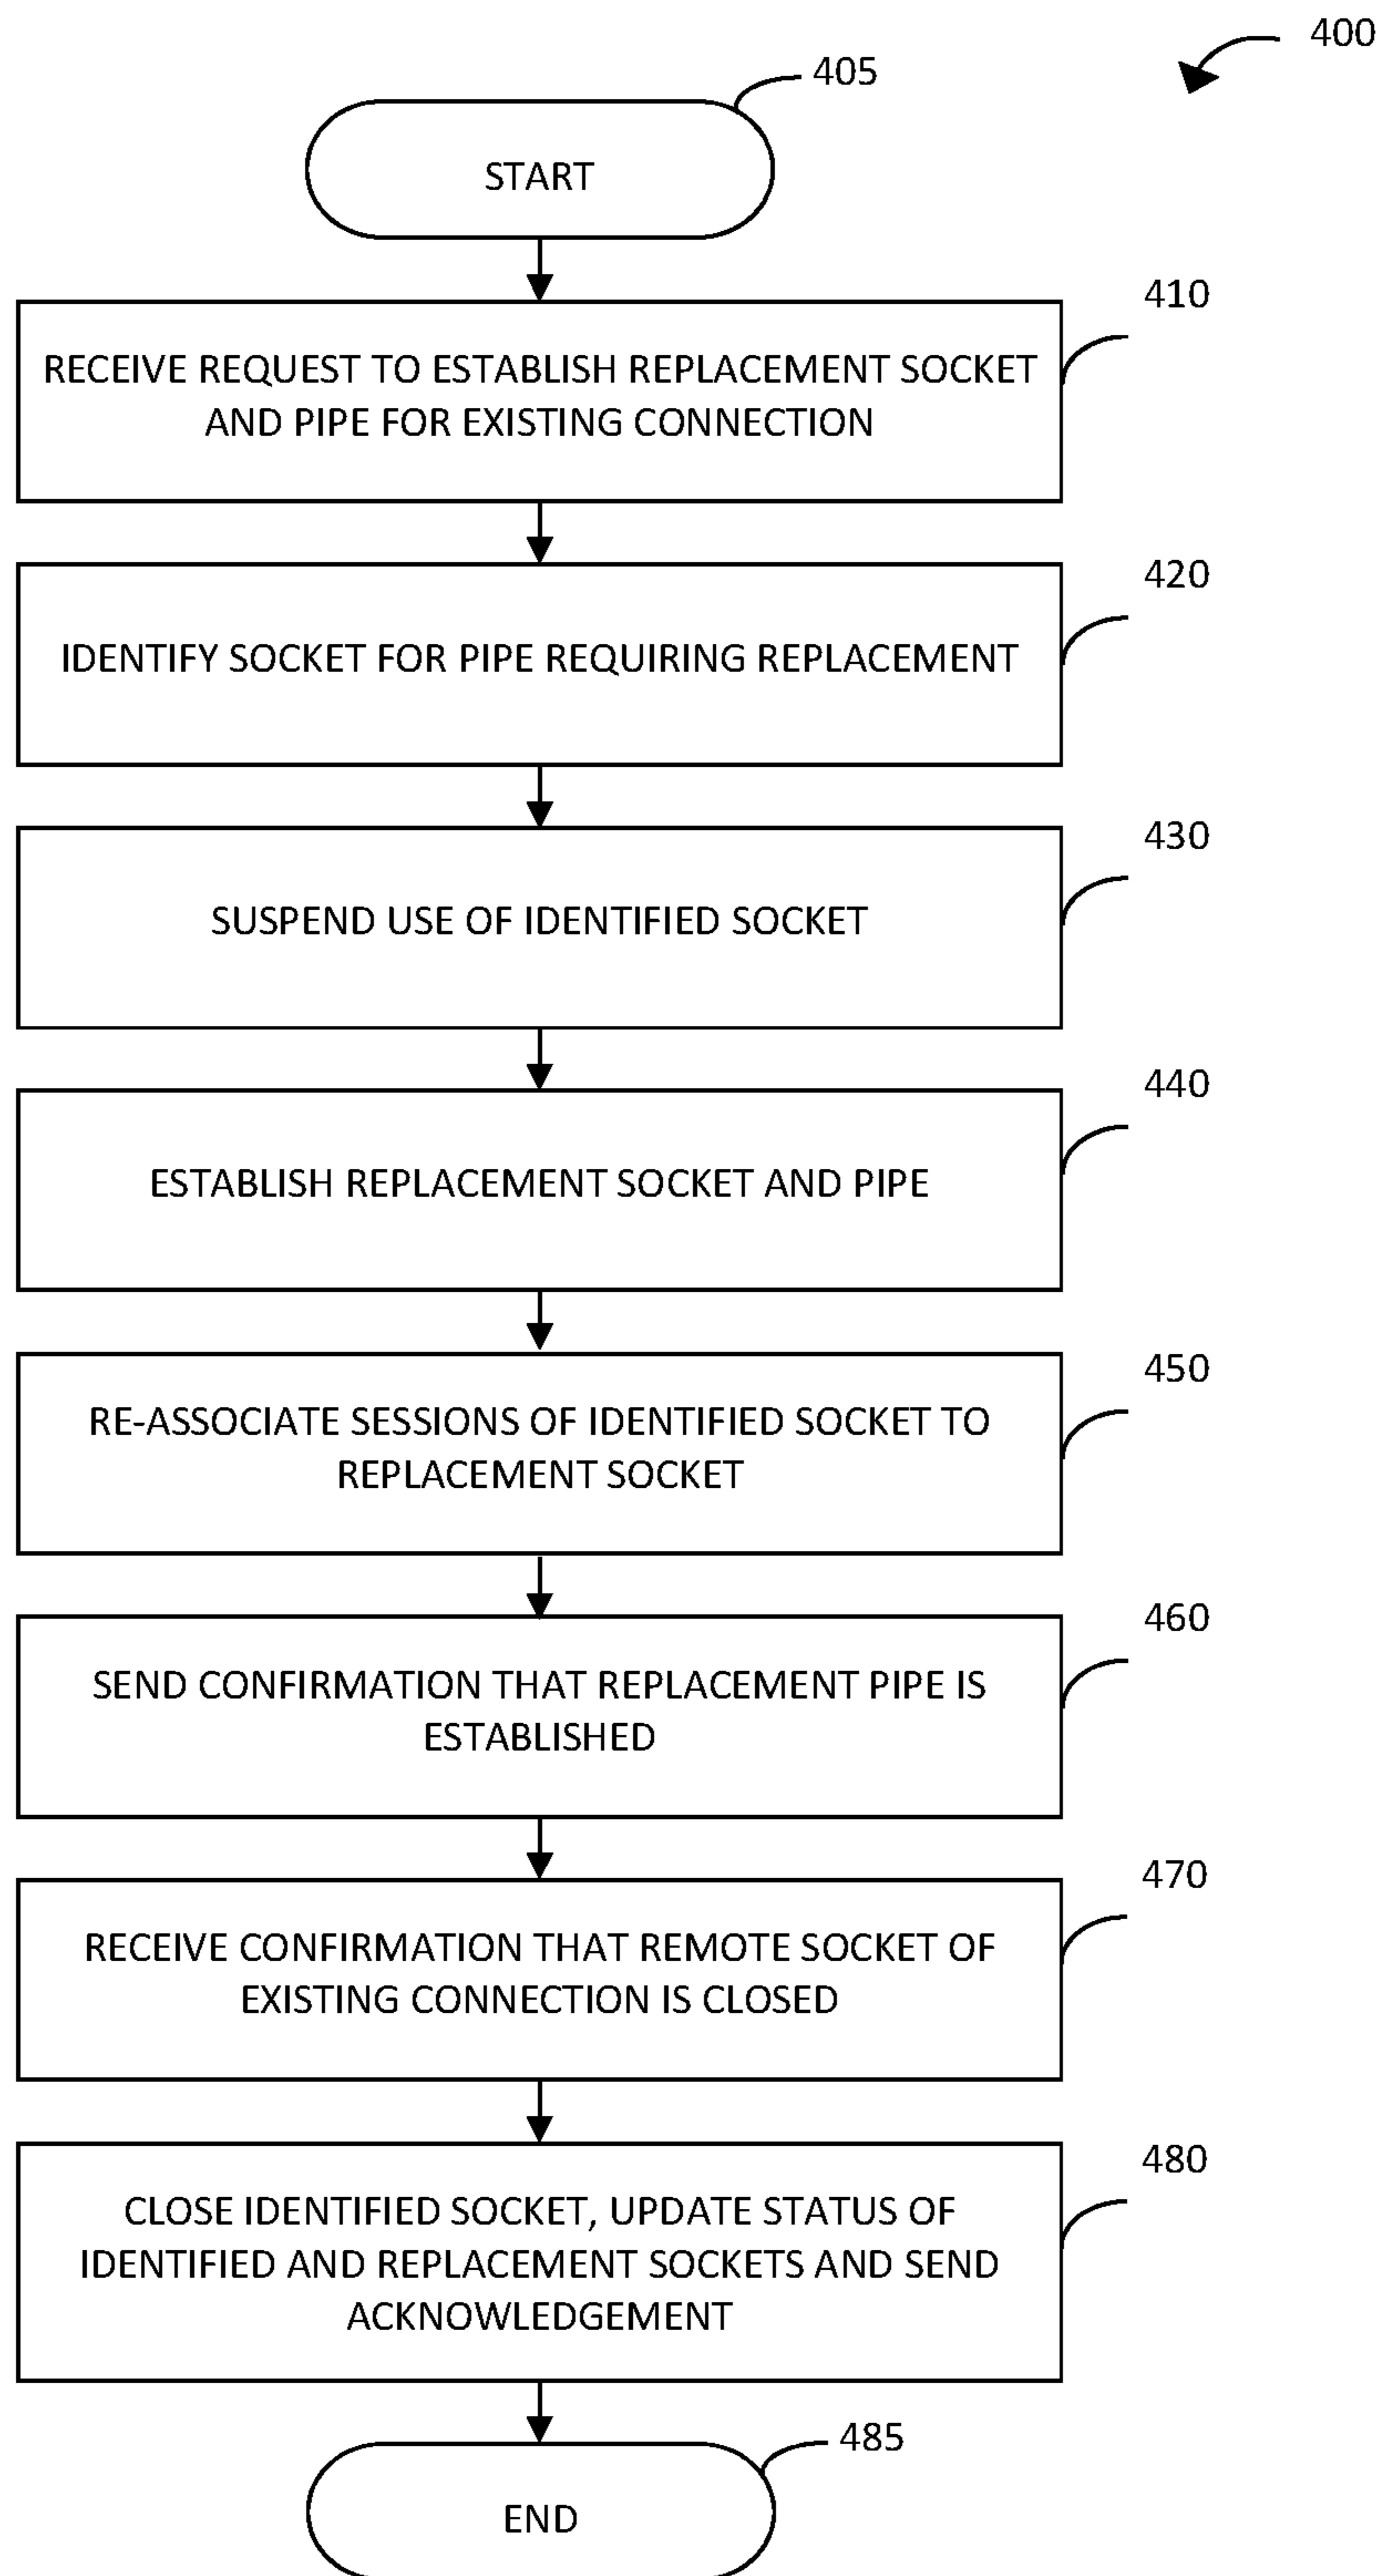 400
405
START
410
RECEIVE REQUEST TO ESTABLISH REPLACEMENT SOCKET
AND PIPE FOR EXISTING CONNECTION
420
IDENTIFY SOCKET FOR PIPE REQUIRING REPLACEMENT
430
SUSPEND USE OF IDENTIFIED SOCKET
440
ESTABLISH REPLACEMENT SOCKET AND PIPE
450
RE-ASSOCIATE SESSIONS OF IDENTIFIED SOCKET TO
REPLACEMENT SOCKET
460
SEND CONFIRMATION THAT REPLACEMENT PIPE IS
ESTABLISHED
470
RECEIVE CONFIRMATION THAT REMOTE SOCKET OF
EXISTING CONNECTION IS CLOSED
480
CLOSE IDENTIFIED SOCKET, UPDATE STATUS OF
IDENTIFIED AND REPLACEMENT SOCKETS AND SEND
ACKNOWLEDGEMENT
485
END